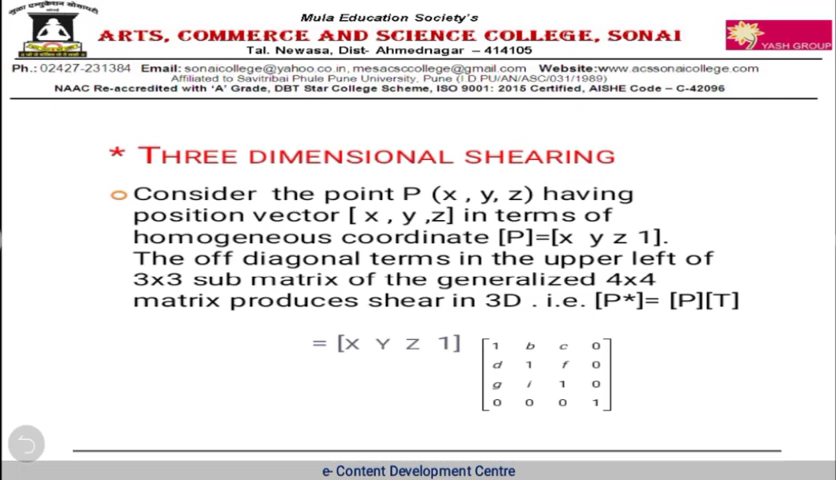 Mula Education Society's
ARTS, COMMERCE AND SCIENCE COLLEGE, SONAI
Tal. Newasa, Dist- Ahmednagar – 414105
YASH GROUP
Ph.: 02427-231384 Email: sonaicollege@yahoo.co.in, mesacsccollege@gmail.com Website:www.acssonaicollege.com
Affiliated to Savitribai Phule Pune University, Pune (I D PU/AN/ASC/031/1989)
NAAC Re-accredited with 'A' Grade, DBT Star College Scheme, ISO 9001: 2015 Certified, AISHE Code – C-42096
* THREE DIMENSIONAL SHEARING
Consider the point P (x , y, z) having
position vector [ x , y ,z] in terms of
homogeneous coordinate [P]=[x y z 1].
The off diagonal terms in the upper left of
3x3 sub matrix of the generalized 4x4
matrix produces shear in 3D . i.e. [P*]= [P][T]
= [X Y Z 1]
1 b c 0
d 1 f 0
g i 1 0
0 0 0 1
e- Content Development Centre